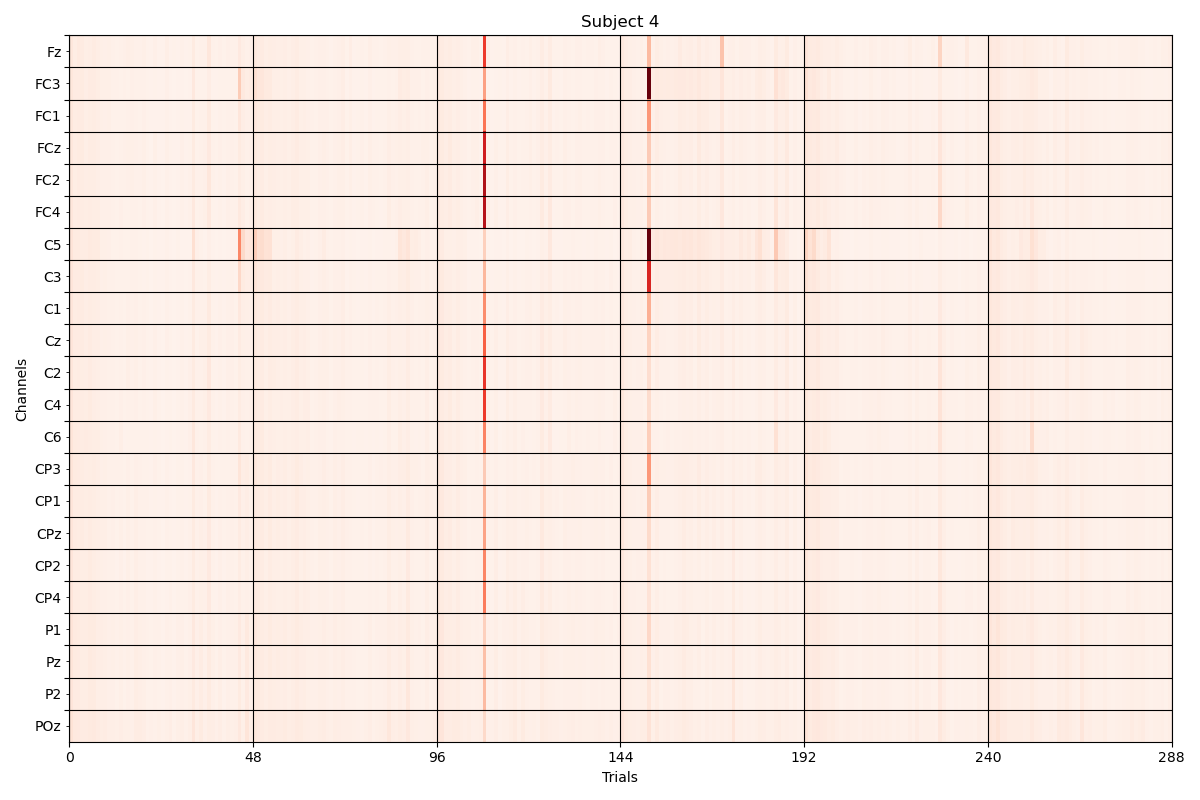 Subject 4
Fz
FC3
FC1
FCz
FC2
FC4
C5
C3
C1
Cz
C2
C4
C6
CP3
CP1
CPz
CP2
CP4
P1
Pz
P2
POz
Channels
0 48 96 144 192 240 288
Trials